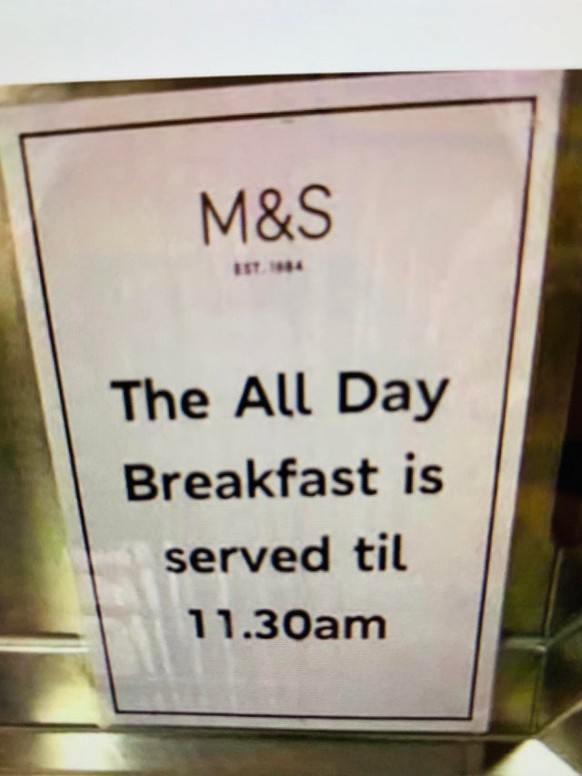 M&S
EST. 1884
The All Day
Breakfast is
served til
11.30am